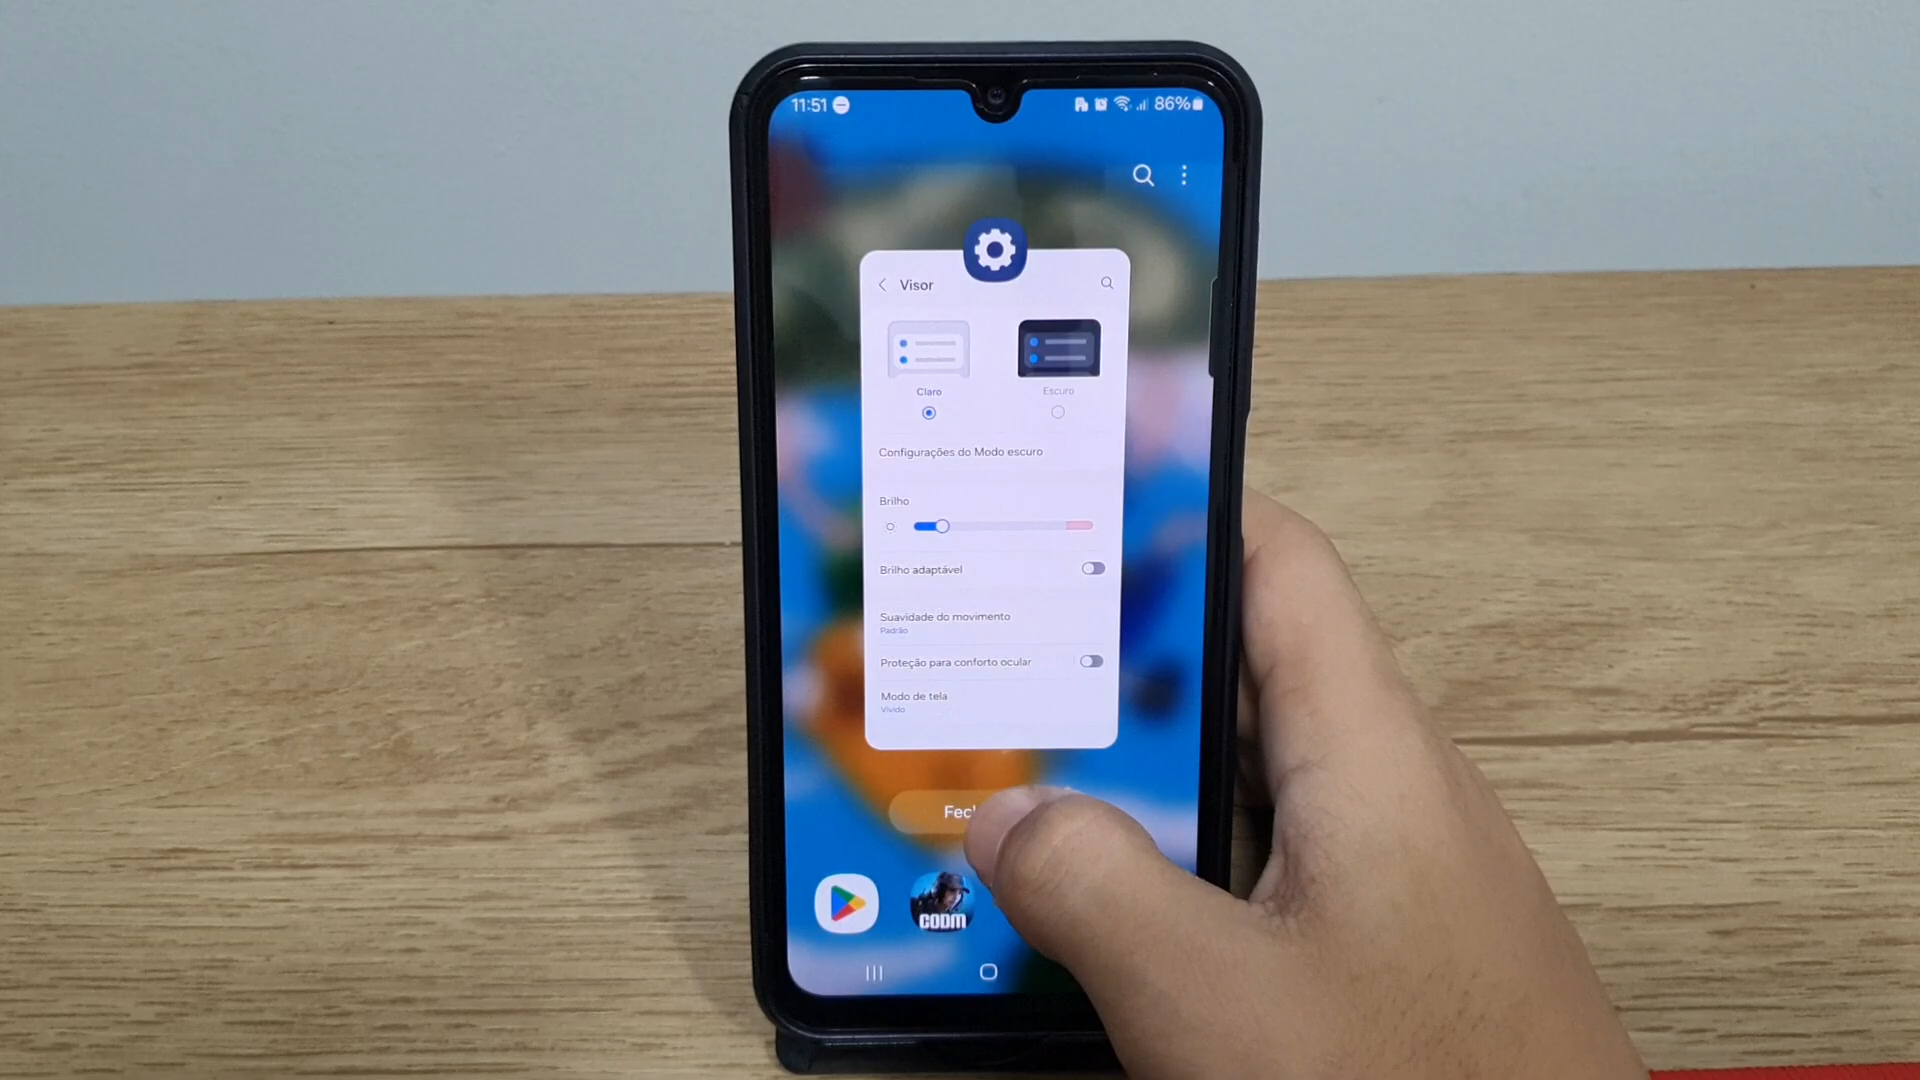 11:51
86%
Visor
Claro
Escuro
Configurações do Modo escuro
Brilho
Brilho adaptável
Suavidade do movimento
Padrão
Proteção para conforto ocular
Modo de tela
Vívido
CODM